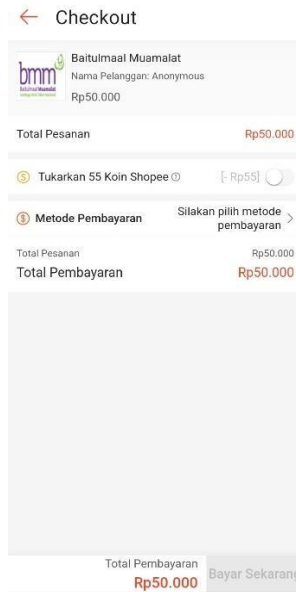 Checkout
bmm
Baitulmaal Muamalat
Baitulmaal Muamalat
Nama Pelanggan: Anonymous
Rp50.000
Total Pesanan Rp50.000
Tukarkan 55 Koin Shopee [- Rp55]
Metode Pembayaran Silakan pilih metode
pembayaran
Total Pesanan Rp50.000
Total Pembayaran Rp50.000
Total Pembayaran
Rp50.000
Bayar Sekarang